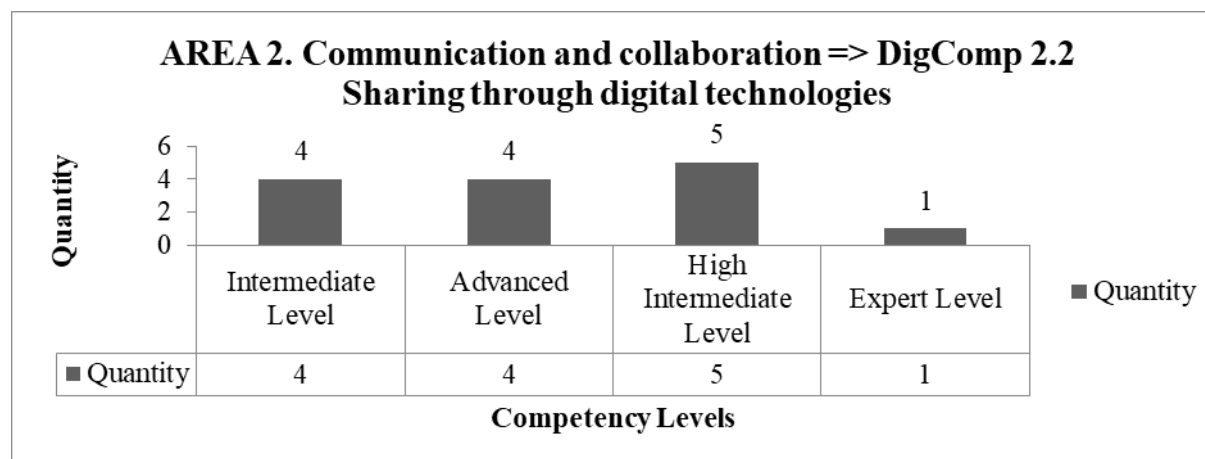 AREA 2. Communication and collaboration => DigComp 2.2
Sharing through digital technologies
Quantity
6
4
2
0
4
4
5
1
Intermediate
Level
Advanced
Level
High
Intermediate
Level
Expert Level
Quantity
Quantity 4 4 5 1
Competency Levels